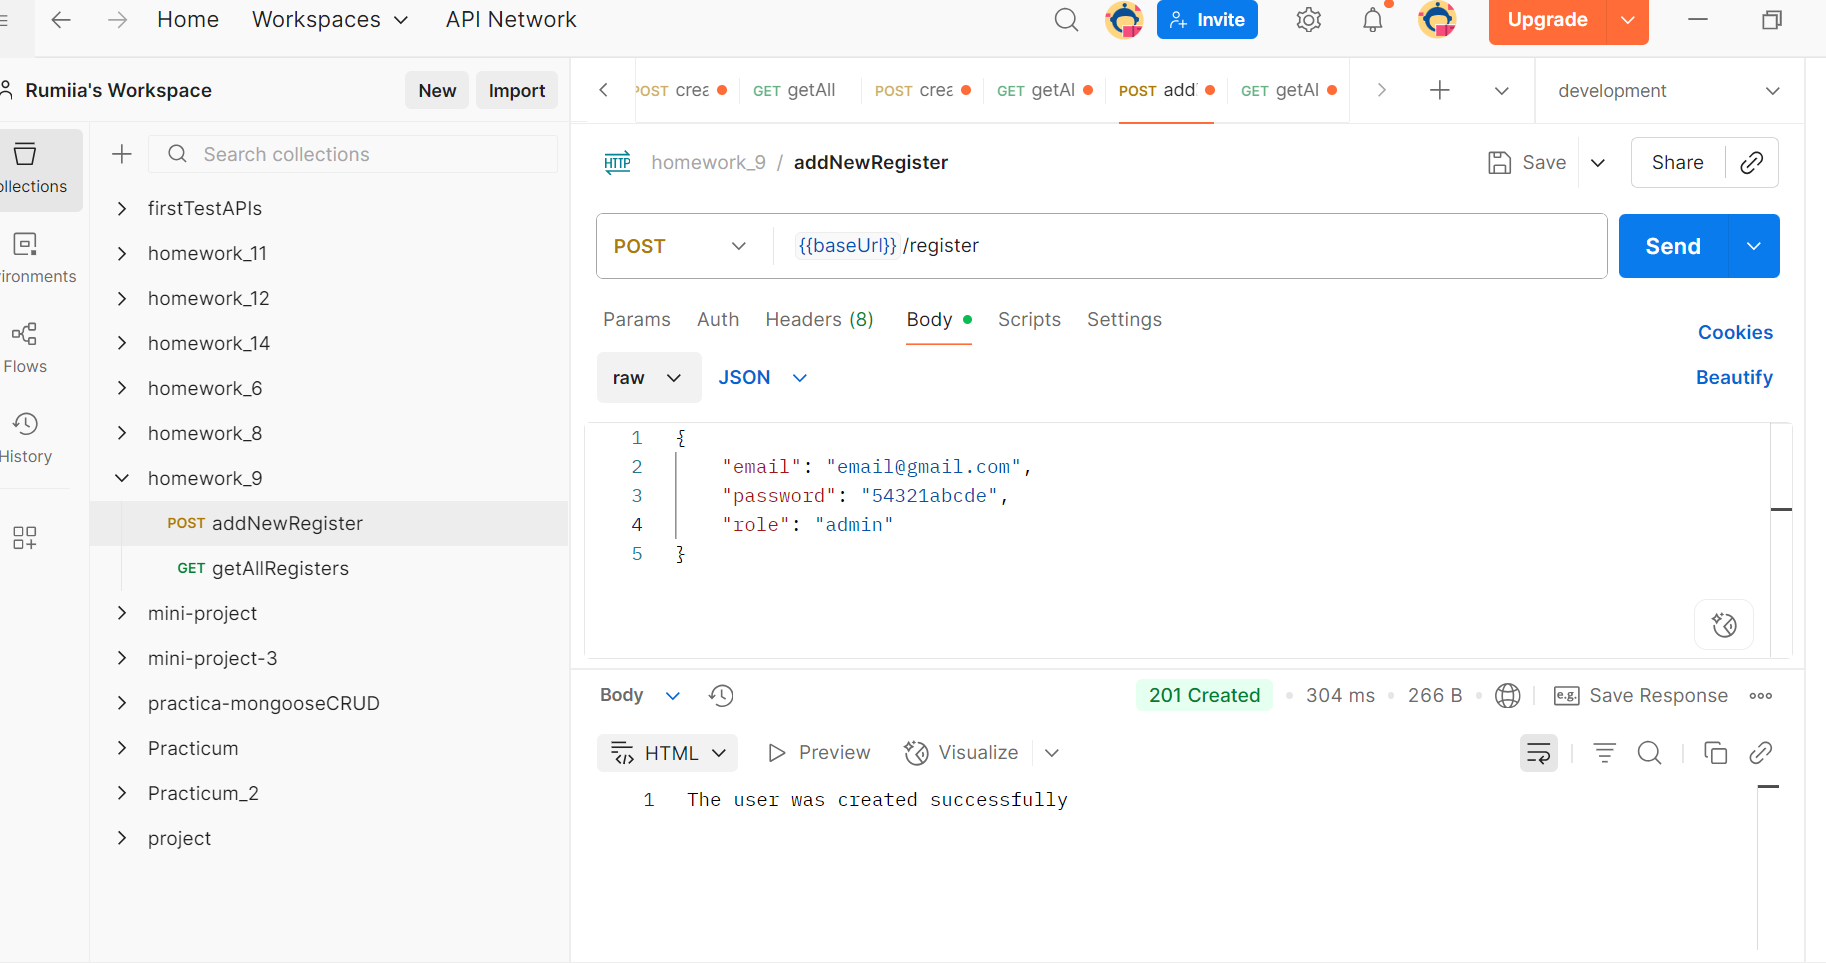 Home Workspaces API Network Invite Upgrade
Rumiia's Workspace New Import
POST crea GET getAll POST crea GET getAl POST add GET getAl development
ollections
Search collections
HTTP homework_9 / addNewRegister Save Share
firstTestAPIs
homework_11
homework_12
homework_14
homework_6
homework_8
homework_9
POST addNewRegister
GET getAllRegisters
mini-project
mini-project-3
practica-mongooseCRUD
Practicum
Practicum_2
project
ironments
Flows
History
POST {{baseUrl}}/register Send
Params Auth Headers (8) Body Scripts Settings Cookies
raw JSON Beautify
1 {
2 "email": "email@gmail.com",
3 "password": "54321abcde",
4 "role": "admin"
5 }
Body 201 Created 304 ms 266 B e.g. Save Response
HTML Preview Visualize
1 The user was created successfully